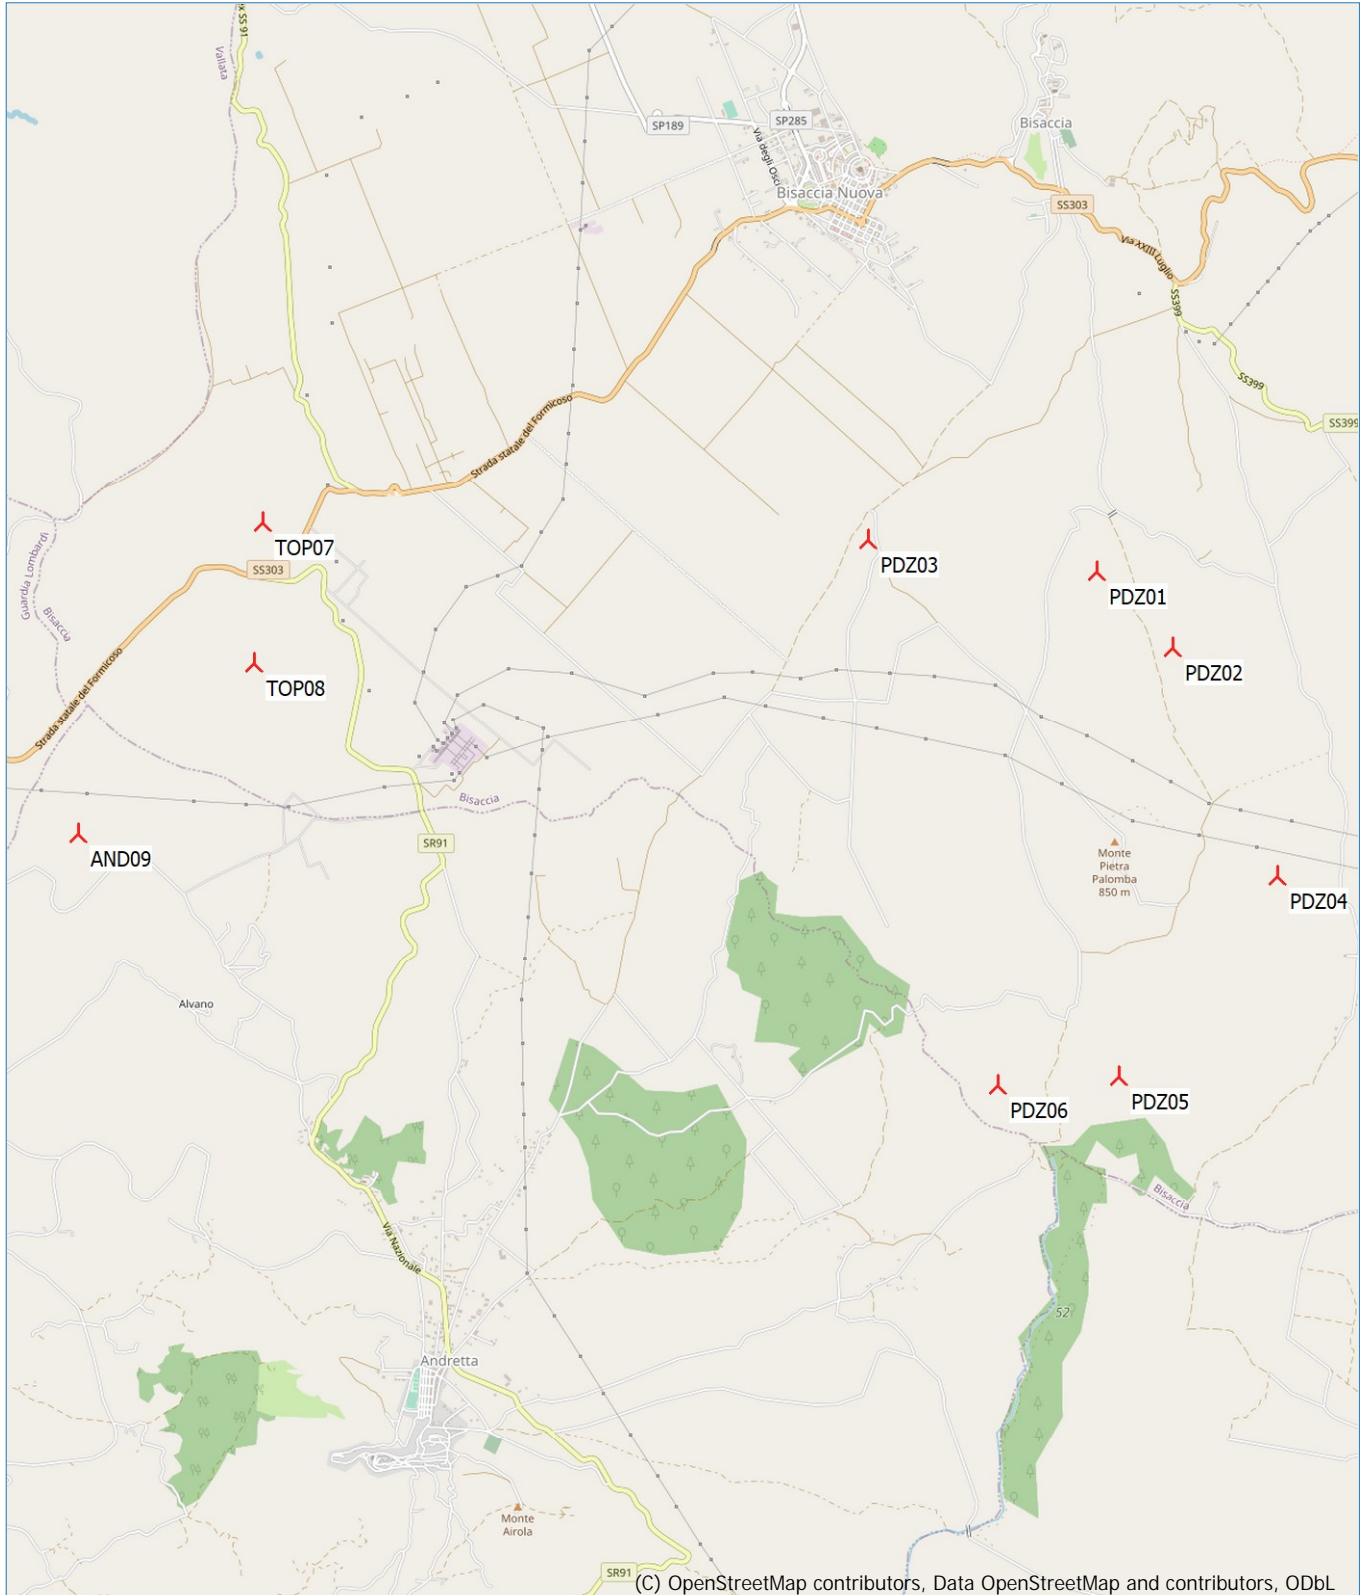 ex SS 91
Vallata
SP189
SP285
Via degli Osci
Bisaccia
Bisaccia Nuova
SS303
Via XXIII Luglio
SS399
SS399
SS399
Strada statale del Formicoso
TOP07
SS303
PDZ03
PDZ01
Guardia Lombardi
Bisaccia
PDZ02
TOP08
Strada statale del Formicoso
Bisaccia
SR91
AND09
Monte
Pietra
Palomba
850 m
PDZ04
Alvano
PDZ06
PDZ05
Bisaccia
Via Nazionale
52
Andretta
Monte
Airola
SR91
(C) OpenStreetMap contributors, Data OpenStreetMap and contributors, ODbL